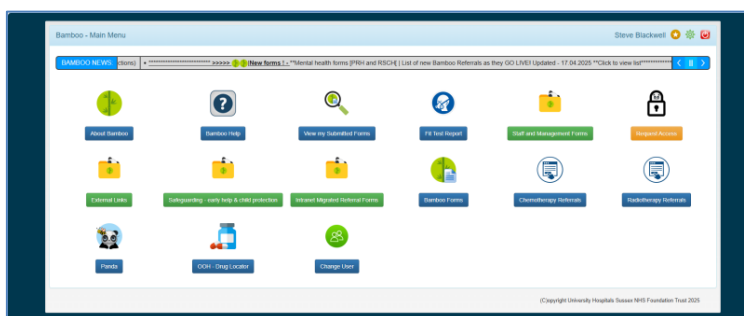 Bamboo - Main Menu
Steve Blackwell
BAMBOO NEWS
ctions) • ************************ >>>>> (New forms ) - **Mental health forms [PRH and RSCH] | List of new Bamboo Referrals as they GO LIVE! Updated - 17.04.2025 **Click to view list*************
About Bamboo
Bamboo Help
View my Submitted Forms
Fit Test Report
Staff and Management Forms
Request Access
External Links
Safeguarding - early help & child protection
Intranet Migrated Referral Forms
Bamboo Forms
Chemotherapy Referrals
Radiotherapy Referrals
Panda
OOH - Drug Locator
Change User
(C)opyright University Hospitals Sussex NHS Foundation Trust 2025